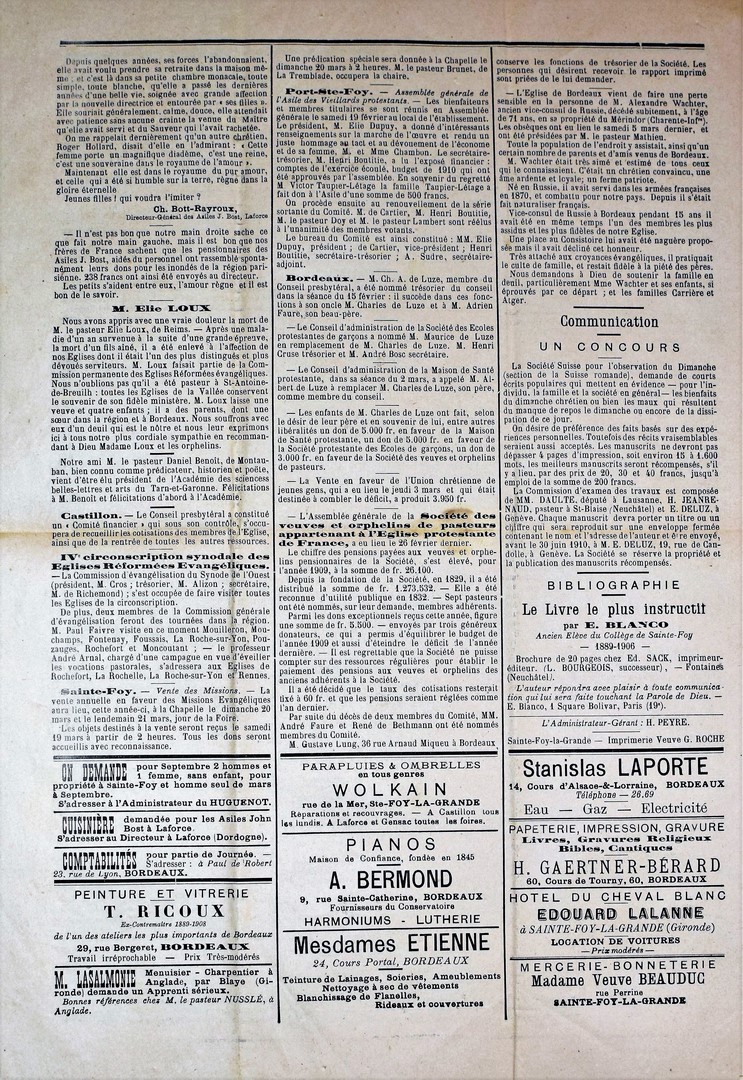 Depuis quelques années, ses forces l'abandonnaient,
elle avait voulu prendre sa retraite dans la maison mê-
me ; et c'est là dans sa petite chambre monacale, toute
simple, toute blanche, qu'elle a passé les dernières
années d'une belle vie, soignée avec grande affection
par la nouvelle directrice et entourée par « ses filles ».
Elle souriait généralement, calme, douce, elle attendait
avec patience sans aucune crainte la venue du Maître
qu'elle avait servi et du Sauveur qui l'avait rachetée.
On me rappelait dernièrement qu'un autre chrétien,
Roger Hollard, disait d'elle en l'admirant : « Cette
femme porte un magnifique diadème, c'est une reine,
c'est une souveraine dans le royaume de l'amour ».
Maintenant elle est dans le royaume du pur amour,
et celle qui a été si humble sur la terre, règne dans la
gloire éternelle
Jeunes filles ! qui voudra l'imiter ?
Ch. Bott-Rayroux,
Directeur-Général des Asiles J. Bost, Laforce
— Il n'est pas bon que notre main droite sache ce
que fait notre main gauche, mais il est bon que nos
frères de France sachent que les pensionnaires des
Asiles J. Bost, aidés du personnel ont rassemblé sponta-
nément leurs dons pour les inondés de la région pari-
sienne. 238 francs ont ainsi été envoyés au directeur.
Les petits s'aident entre eux, l'amour règne et il est
bon de le savoir.
M. Elie LOUX
Nous avons appris avec une vraie douleur la mort de
M. le pasteur Elie Loux, de Reims. — Après une mala-
die d'un an survenue à la suite d'une grande épreuve,
la mort d'un fils ainé, il a été enlevé à l'affection de
nos Eglises dont il était l'un des plus distingués et plus
dévoués serviteurs. M. Loux faisait partie de la Com-
mission permanente des Eglises Réformées évangéliques.
Nous n'oublions pas qu'il a été pasteur à St-Antoine-
de-Breuilh : toutes les Eglises de la Vallée conservent
le souvenir de son fidèle ministère. M. Loux laisse une
veuve et quatre enfants ; il a des parents, dont une
sœur dans la région et à Bordeaux. Nous souffrons avec
eux d'un deuil qui est le nôtre et nous leur exprimons
ici à tous notre plus cordiale sympathie en recomman-
dant à Dieu Madame Loux et les orphelins.
Notre ami M. le pasteur Daniel Benoît, de Montau-
ban, bien connu comme prédicateur, historien et poète,
vient d'être élu président de l'Académie des sciences
belles-lettres et arts du Tarn-et-Garonne. Félicitations
à M. Benoît et félicitations d'abord à l'Académie.
Castillon. — Le Conseil presbytéral a constitué
un « Comité financier » qui sous son contrôle, s'occu-
pera de recueillir les cotisations des membres de l'Eglise,
ainsi que de la rentrée de toutes les autres ressources.
IVᵉ circonscription synodale des
Eglises Réformées Evangéliques.
— La Commission d'évangélisation du Synode de l'Ouest
(président, M. Cros ; trésorier, M. Alizon ; secrétaire,
M. de Richemond) ; s'est occupée de faire visiter toutes
les Eglises de la circonscription.
De plus, deux membres de la Commission générale
d'évangélisation feront des tournées dans la région.
M. Paul Faivre visite en ce moment Mouilleron, Mou-
champs, Fontenay, Foussais, La Roche-sur-Yon, Pou-
zauges, Rochefort et Moncoutant ; — le professeur
André Arnal, chargé d'une campagne en vue d'éveiller
les vocations pastorales, s'adressera aux Eglises de
Rochefort, La Rochelle, La Roche-sur-Yon et Rennes.
Sainte-Foy. — Vente des Missions. — La
vente annuelle en faveur des Missions Evangéliques
aura lieu, cette année-ci, à la Chapelle le dimanche 20
mars et le lendemain 21 mars, jour de la Foire.
Les objets destinés à la vente seront reçus le samedi
19 mars à partir de 2 heures. Tous les dons seront
accueillis avec reconnaissance.
ON DEMANDE pour Septembre 2 hommes et
1 femme, sans enfant, pour
propriété à Sainte-Foy et homme seul de mars
à Septembre.
S'adresser à l'Administrateur du HUGUENOT.
CUISINIÈRE demandée pour les Asiles John
Bost à Laforce.
S'adresser au Directeur à Laforce (Dordogne).
COMPTABILITÉS pour partie de Journée. —
S'adresser : à Paul de Robert
23, rue de Lyon, BORDEAUX.
PEINTURE ET VITRERIE
T. RICOUX
Ex-Contremaitre 1889-1908
de l'un des ateliers les plus importants de Bordeaux
29, rue Bergeret, BORDEAUX
Travail irréprochable — Prix Très-modérés
M. LASALMONIE Menuisier - Charpentier à
Anglade, par Blaye (Gi-
ronde) demande un Apprenti sérieux.
Bonnes références chez M. le pasteur NUSSLÉ, à
Anglade.
Une prédication spéciale sera donnée à la Chapelle le
dimanche 20 mars à 2 heures. M. le pasteur Brunet, de
La Tremblade, occupera la chaire.
Port-Ste-Foy. — Assemblée générale de
l'Asile des Vieillards protestants. — Les bienfaiteurs
et membres titulaires se sont réunis en Assemblée
générale le samedi 19 février au local de l'établissement.
Le président, M. Elie Dupuy, a donné d'intéressants
renseignements sur la marche de l'œuvre et rendu un
juste hommage au tact et au dévouement de l'économe
et de sa femme, M. et Mme Chambon. Le secrétaire-
trésorier, M. Henri Boutitie, a lu l'exposé financier :
comptes de l'exercice écoulé, budget de 1910 qui ont
été approuvés par l'assemblée. En souvenir du regretté
M Victor Taupier-Létage la famille Taupier-Létage a
fait don à l'Asile d'une somme de 500 francs.
On procède ensuite au renouvellement de la série
sortante du Comité. M. de Cartier, M. Henri Boutitie,
M. le pasteur Doy et M. le pasteur Lambert sont réélus
à l'unanimité des membres votants.
Le bureau du Comité est ainsi constitué : MM. Elie
Dupuy, président ; de Cartier, vice-président ; Henri
Boutitie, secrétaire-trésorier ; A. Sudre, secrétaire-
adjoint.
Bordeaux. — M. Ch. A. de Luze, membre du
Conseil presbytéral, a été nommé trésorier du conseil
dans la séance du 15 février : il succède dans ces fonc-
tions à son oncle M. Charles de Luze et à M. Adrien
Faure, son beau-père.
— Le Conseil d'administration de la Société des Ecoles
protestantes de garçons a nommé M. Maurice de Luze
en remplacement de M. Charles de Luze. M. Henri
Cruse trésorier et M. André Bosc secrétaire.
— Le Conseil d'administration de la Maison de Santé
protestante, dans sa séance du 2 mars, a appelé M. Al-
bert de Luze à remplacer M. Charles de Luze, son père,
comme membre du conseil.
— Les enfants de M. Charles de Luze ont fait, selon
le désir de leur père et en souvenir de lui, entre autres
libéralités un don de 5.000 fr. en faveur de la Maison
de Santé protestante, un don de 5.000 fr. en faveur de
la Société protestante des Ecoles de garçons, un don de
3.000 fr. en faveur de la Société des veuves et orphelins
de pasteurs.
— La Vente en faveur de l'Union chrétienne de
jeunes gens, qui a eu lieu le jeudi 3 mars et qui était
destinée à combler le déficit, a produit 3.950 fr.
— L'Assemblée générale de la Société des
veuves et orphelins de pasteurs
appartenant à l'Eglise protestante
de France, a eu lieu le 26 février dernier.
Le chiffre des pensions payées aux veuves et orphe-
lins pensionnaires de la Société, s'est élevé, pour
l'année 1909, à la somme de fr. 26.100.
Depuis la fondation de la Société, en 1829, il a été
distribué la somme de fr. 1.273.532. — Elle a été
reconnue d'utilité publique en 1832. — Sept pasteurs
ont été nommés, sur leur demande, membres adhérents.
Parmi les dons exceptionnels reçus cette année, figure
une somme de fr. 5.500. — envoyés par trois généreux
donateurs, ce qui a permis d'équilibrer le budget de
l'année 1909 et aussi d'éteindre le déficit de l'année
dernière. — Il est regrettable que la Société ne puisse
compter sur des ressources régulières pour établir le
paiement des pensions aux veuves et orphelins des
anciens adhérents à la Société.
Il a été décidé que le taux des cotisations resterait
fixé à 60 fr. et que les pensions seraient réglées comme
l'an dernier.
Par suite du décès de deux membres du Comité, MM.
André Faure et René de Bethmann ont été nommés
membres du Comité.
M. Gustave Lung, 36 rue Arnaud Miqueu à Bordeaux
PARAPLUIES & OMBRELLES
en tous genres
WOLKAIN
rue de la Mer, Ste-FOY-LA-GRANDE
Réparations et recouvrages. — A Castillon tous
les lundis. A Laforce et Gensac toutes les foires.
PIANOS
Maison de Confiance, fondée en 1845
A. BERMOND
9, rue Sainte-Catherine, BORDEAUX
Fournisseurs du Conservatoire
HARMONIUMS - LUTHERIE
Mesdames ETIENNE
24, Cours Portal, BORDEAUX
Teinture de Lainages, Soieries, Ameublements
Nettoyage à sec de vêtements
Blanchissage de Flanelles,
Rideaux et couvertures
conserve les fonctions de trésorier de la Société. Les
personnes qui désirent recevoir le rapport imprimé
sont priées de le lui demander.
— L'Eglise de Bordeaux vient de faire une perte
sensible en la personne de M. Alexandre Wachter,
ancien vice-consul de Russie, décédé subitement, à l'âge
de 71 ans, en sa propriété du Mérindor (Charente-Infʳᵉ).
Les obsèques ont eu lieu le samedi 5 mars dernier, et
ont été présidées par M. le pasteur Mathieu.
Toute la population de l'endroit y assistait, ainsi qu'un
certain nombre de parents et d'amis venus de Bordeaux.
M. Wachter était très aimé et estimé de tous ceux
qui le connaissaient. C'était un chrétien convaincu, une
âme ardente et loyale ; un ferme patriote.
Né en Russie, il avait servi dans les armées françaises
en 1870, et combattu pour notre pays. Depuis il s'était
fait naturaliser français.
Vice-consul de Russie à Bordeaux pendant 15 ans il
avait été en même temps l'un des membres les plus
assidus et les plus fidèles de notre Eglise.
Une place au Consistoire lui avait été naguère propo-
sée mais il avait décliné cet honneur.
Très attaché aux croyances évangéliques, il pratiquait
le culte de famille, et restait fidèle à la piété des pères.
Nous demandons à Dieu de soutenir la famille en
deuil, particulièrement Mme Wachter et ses enfants, si
éprouvés par ce départ ; et les familles Carrière et
Alger.
Communication
UN CONCOURS
La Société Suisse pour l'observation du Dimanche
(section de la Suisse romande), demande de courts
écrits populaires qui mettent en évidence — pour l'in-
dividu, la famille et la société en général — les bienfaits
du dimanche chrétien ou bien les maux qui résultent
du manque de repos le dimanche ou encore de la dissi-
pation de ce jour.
On désire de préférence des faits basés sur des expé-
riences personnelles. Toutefois des récits vraisemblables
seraient aussi acceptés. Les manuscrits ne devront pas
dépasser 4 pages d'impression, soit environ 15 à 1.600
mots, les meilleurs manuscrits seront récompensés, s'il
y a lieu, par des prix de 20, 30 et 40 francs, jusqu'à
emploi de la somme de 200 francs.
La Commission d'examen des travaux est composée
de MM. DAULTE, député à Lausanne, H. JEANRE-
NAUD, pasteur à St-Blaise (Neuchâtel) et E. DELUZ, à
Genève. Chaque manuscrit devra porter un titre ou un
chiffre qui sera reproduit sur une enveloppe fermée
contenant le nom et l'adresse de l'auteur et être envoyé,
avant le 30 juin 1910, à M. E. DELUZ, 19, rue de Can-
dolle, à Genève. La Société se réserve la propriété et
la publication des manuscrits récompensés.
BIBLIOGRAPHIE
Le Livre le plus instructif
par E. BLANCO
Ancien Elève du Collège de Sainte-Foy
— 1889-1906 —
Brochure de 20 pages chez Ed. SACK, imprimeur-
éditeur. (L. BOURGEOIS, successeur), — Fontaines
(Neuchâtel).
L'auteur répondra avec plaisir à toute communica-
tion qui lui sera faite touchant la Parole de Dieu. —
E. Blanco, 1 Square Bolivar, Paris (19ᵉ).
L'Administrateur-Gérant : H. PEYRE.
Sainte-Foy-la-Grande — Imprimerie Veuve G. ROCHE
Stanislas LAPORTE
14, Cours d'Alsace-&-Lorraine, BORDEAUX
Téléphone — 26.69
Eau — Gaz — Electricité
PAPETERIE, IMPRESSION, GRAVURE
Livres, Gravures Religieux
Bibles, Cantiques
H. GAERTNER-BÉRARD
60, Cours de Tourny, 60, BORDEAUX
HOTEL DU CHEVAL BLANC
EDOUARD LALANNE
à SAINTE-FOY-LA-GRANDE (Gironde)
LOCATION DE VOITURES
— Prix modérés —
MERCERIE-BONNETERIE
Madame Veuve BEAUDUC
rue Perrine
SAINTE-FOY-LA-GRANDE